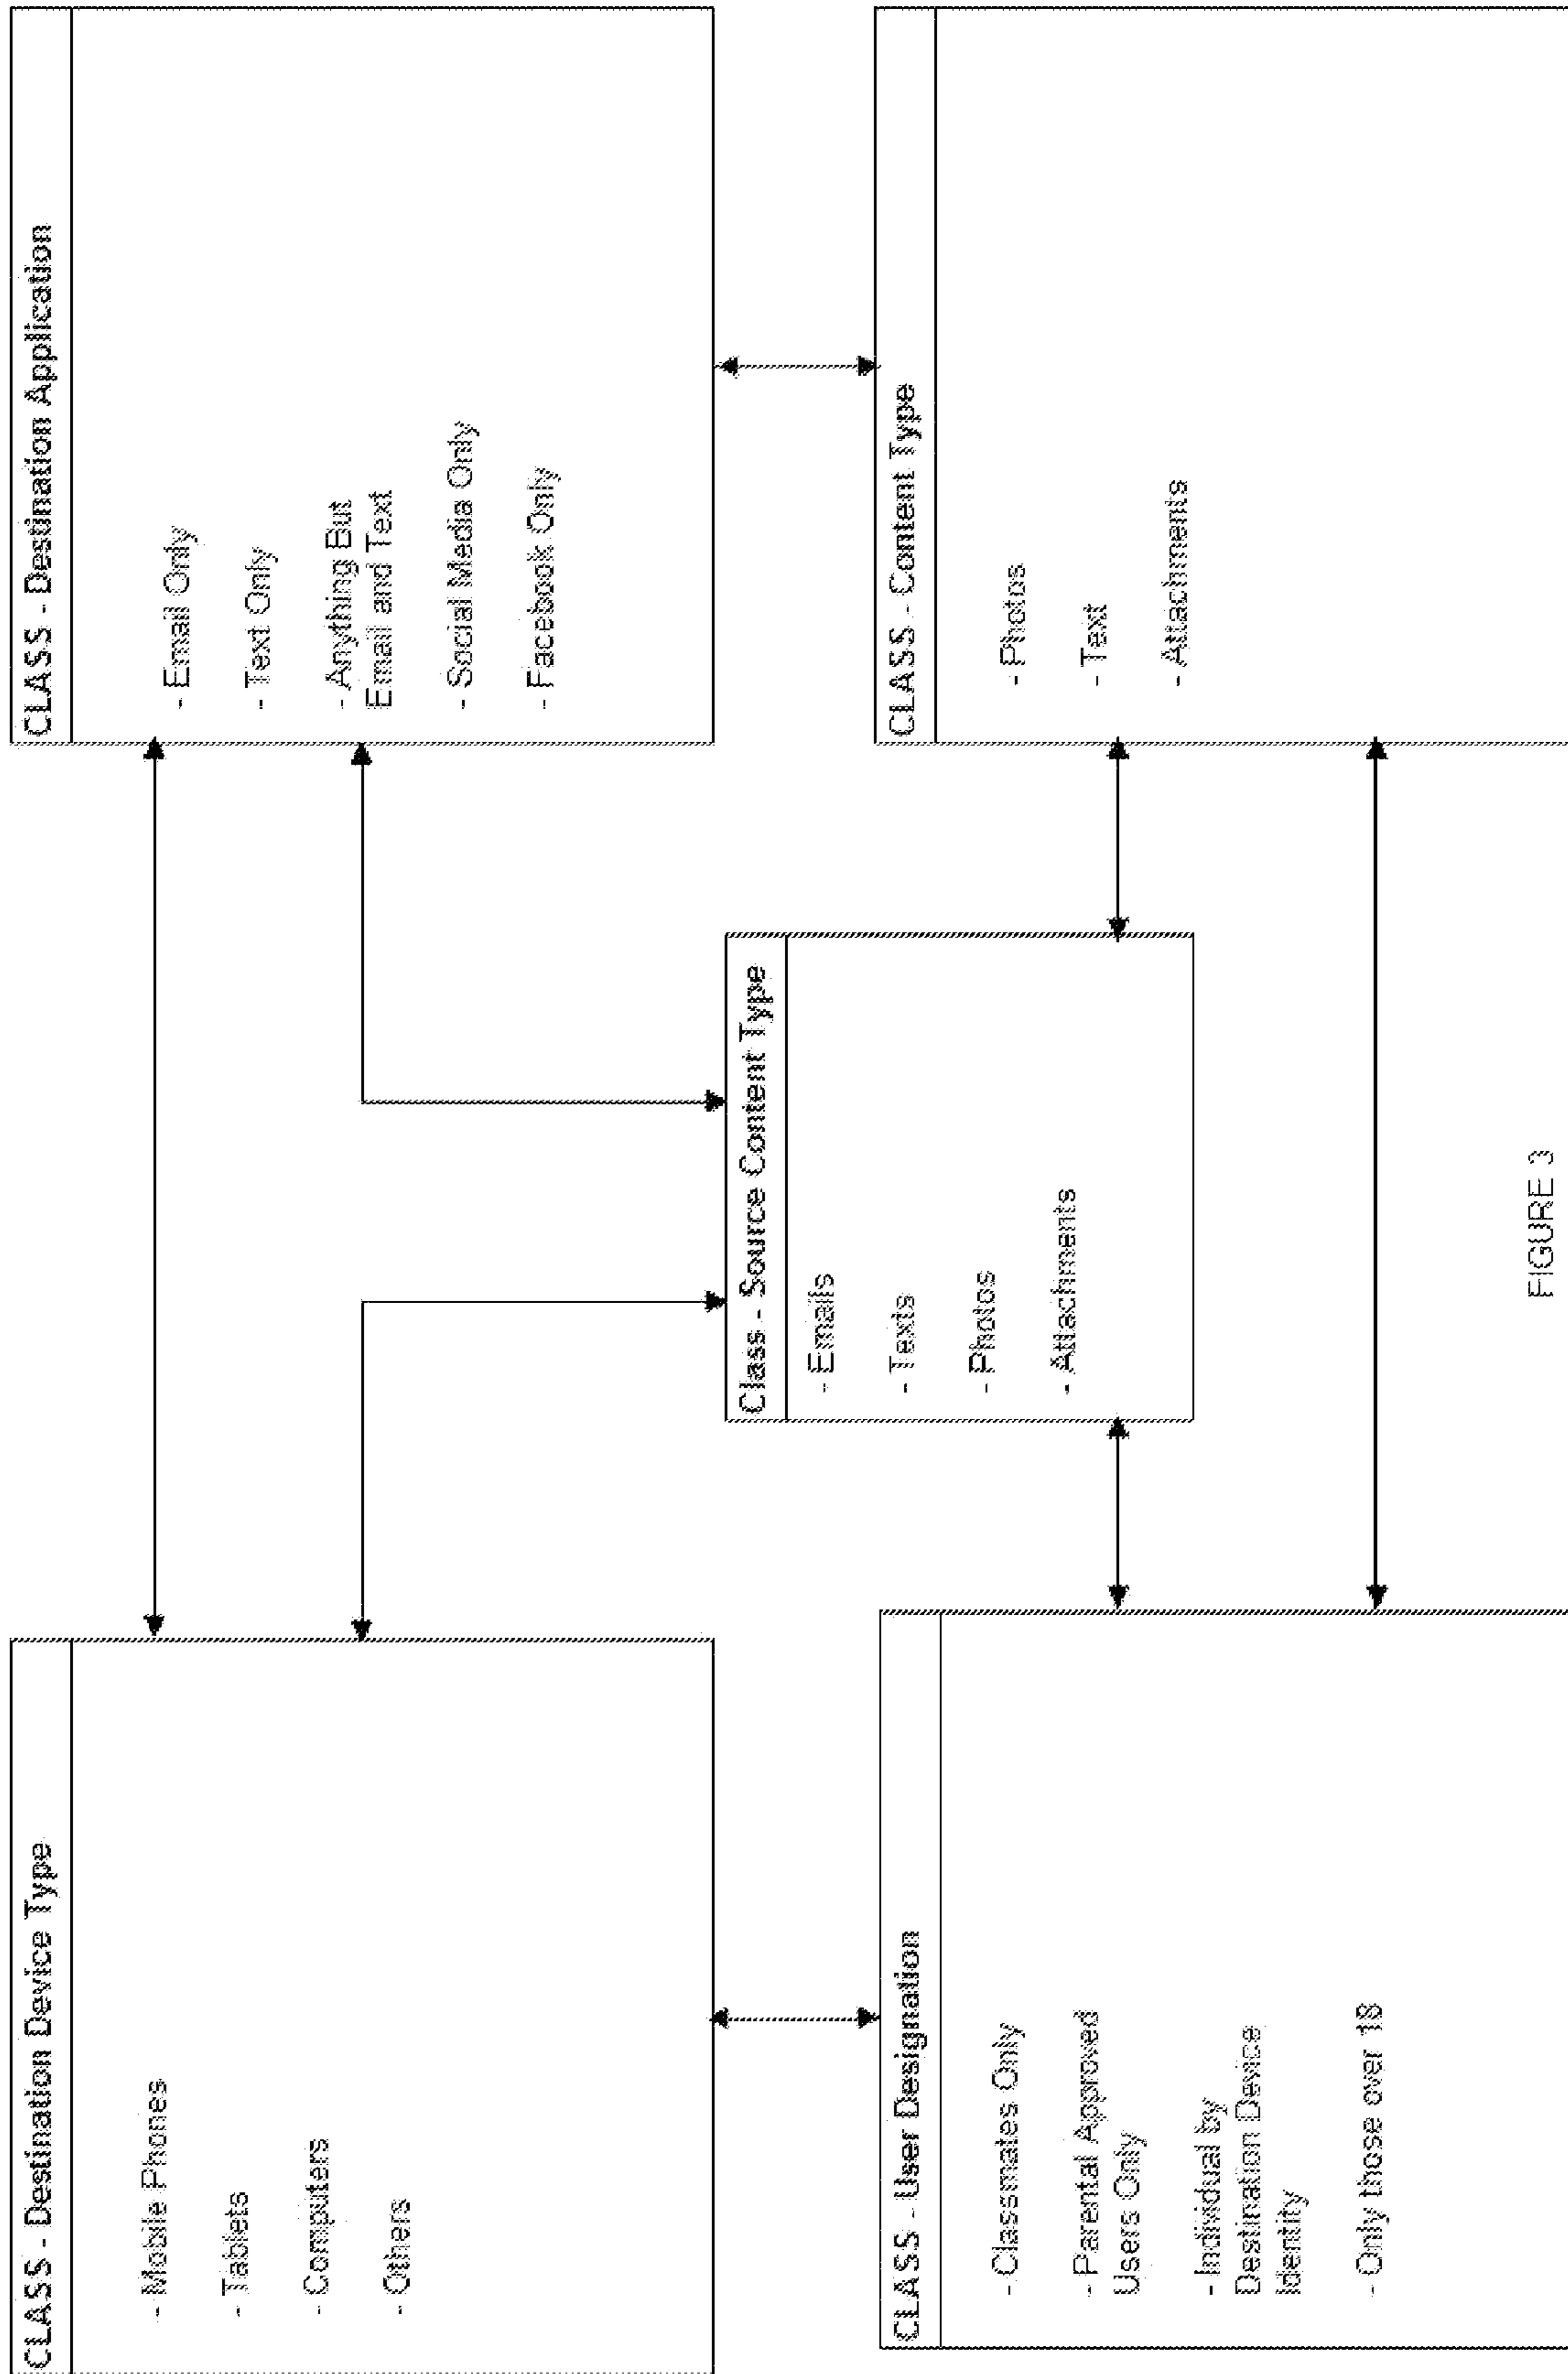 CLASS - Destination Device Type
- Mobile Phones
- Tablets
- Computers
- Others
CLASS - Destination Application
- Email Only
- Text Only
- Anything But
Email and Text
- Social Media Only
- Facebook Only
Class - Source Content Type
- Emails
- Texts
- Photos
- Attachments
CLASS - User Designation
- Classmates Only
- Parental Approved
Users Only
- Individual by
Destination Device
Identity
- Only those over 18
CLASS - Content Type
- Photos
- Text
- Attachments
FIGURE 3